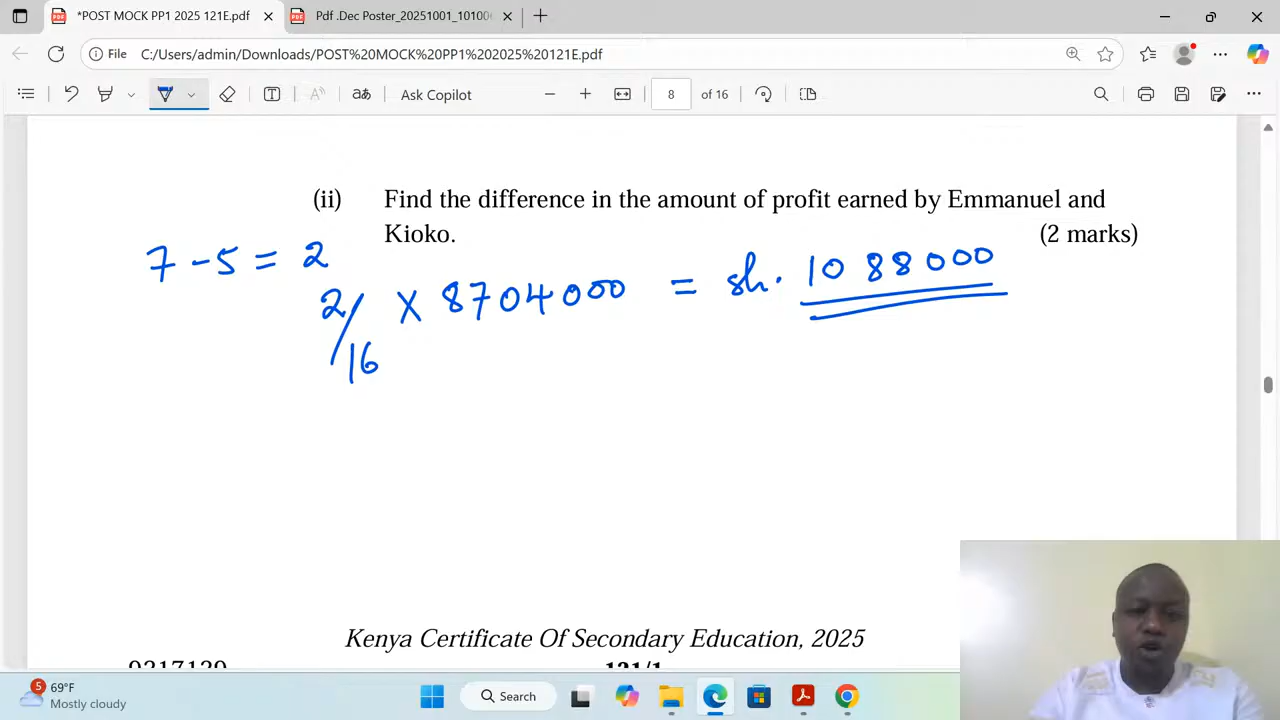 *POST MOCK PP1 2025 121E.pdf
Pdf .Dec Poster_20251001_10100
File C:/Users/admin/Downloads/POST%20MOCK%20PP1%202025%20121E.pdf
Ask Copilot 8 of 16
(ii) Find the difference in the amount of profit earned by Emmanuel and
Kioko. (2 marks)
7 - 5 = 2
2/16 × 8704000 = sh. 1088000
Kenya Certificate Of Secondary Education, 2025
121/1
5
69°F
Mostly cloudy
Search